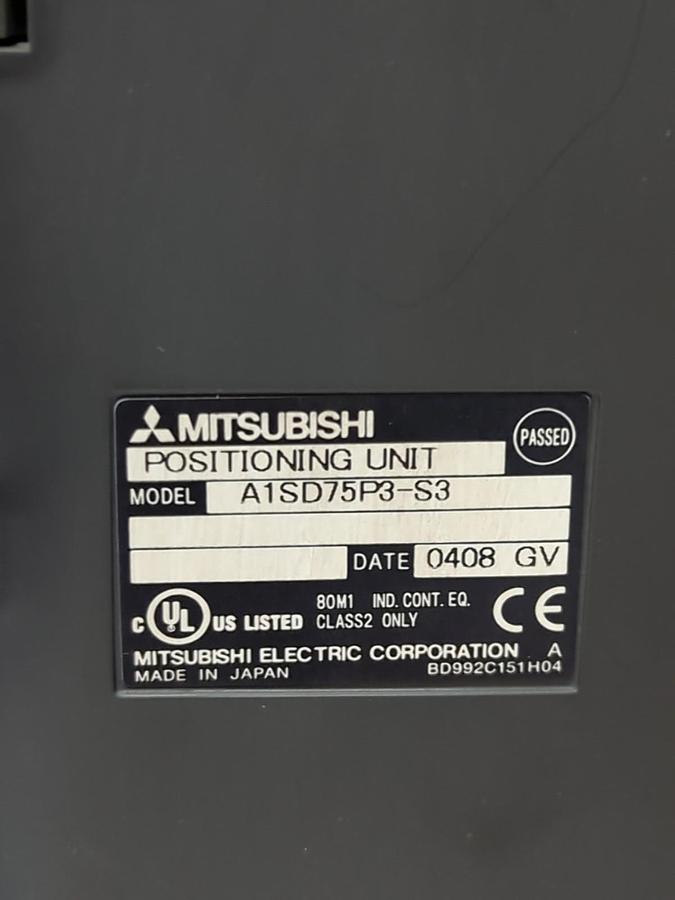 MITSUBISHI
PASSED
POSITIONING UNIT
MODEL A1SD75P3-S3
DATE 0408 GV
C UL US LISTED 80M1 IND. CONT. EQ.
CLASS2 ONLY
CE
MITSUBISHI ELECTRIC CORPORATION A
MADE IN JAPAN BD992C151H04